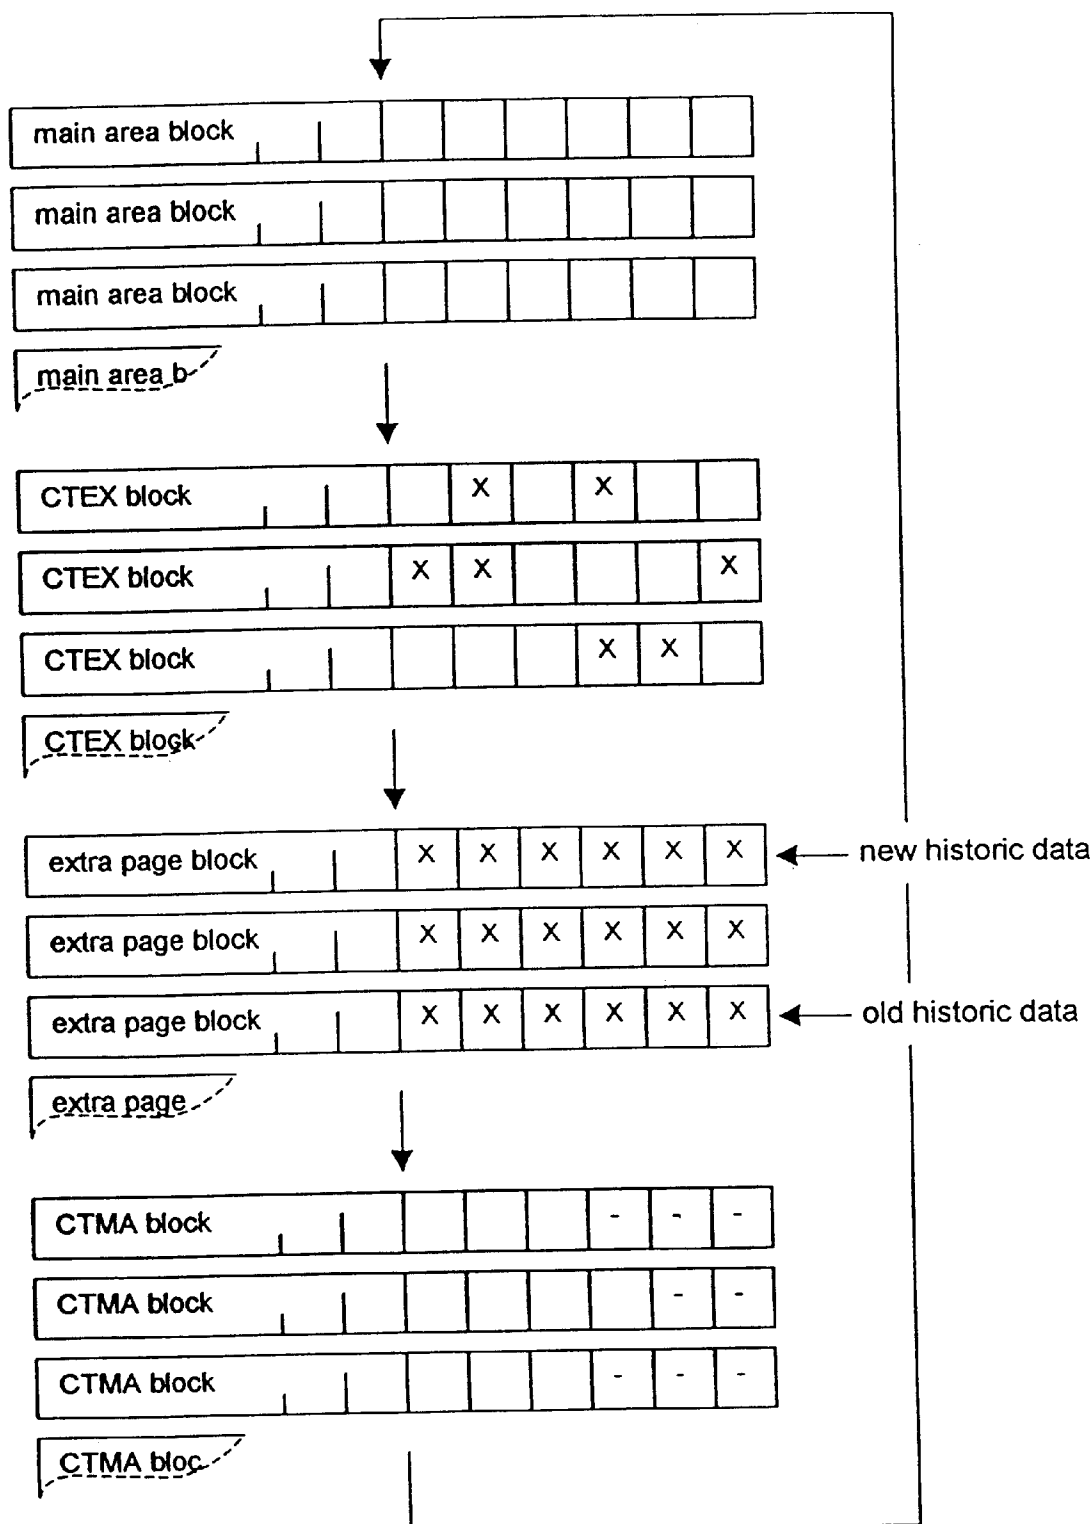 main area block
main area block
main area block
main area b
CTEX block X X
CTEX block X X X
CTEX block X X
CTEX block
extra page block X X X X X X new historic data
extra page block X X X X X X
extra page block X X X X X X old historic data
extra page
CTMA block - - -
CTMA block - -
CTMA block - - -
CTMA bloc